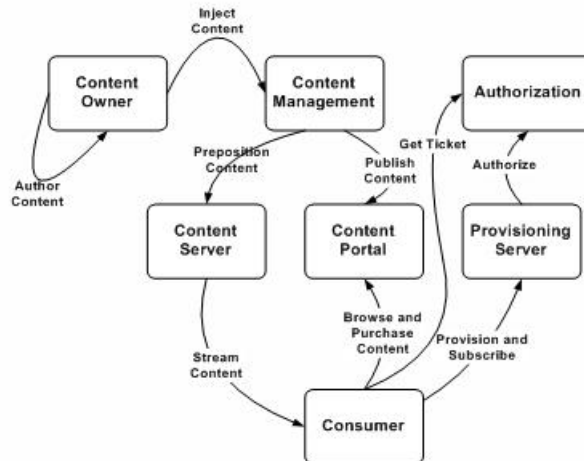 Inject
Content
Content
Owner
Content
Management
Authorization
Author
Content
Preposition
Content
Publish
Content
Get Ticket
Authorize
Content
Server
Content
Portal
Provisioning
Server
Stream
Content
Browse and
Purchase
Content
Provision and
Subscribe
Consumer